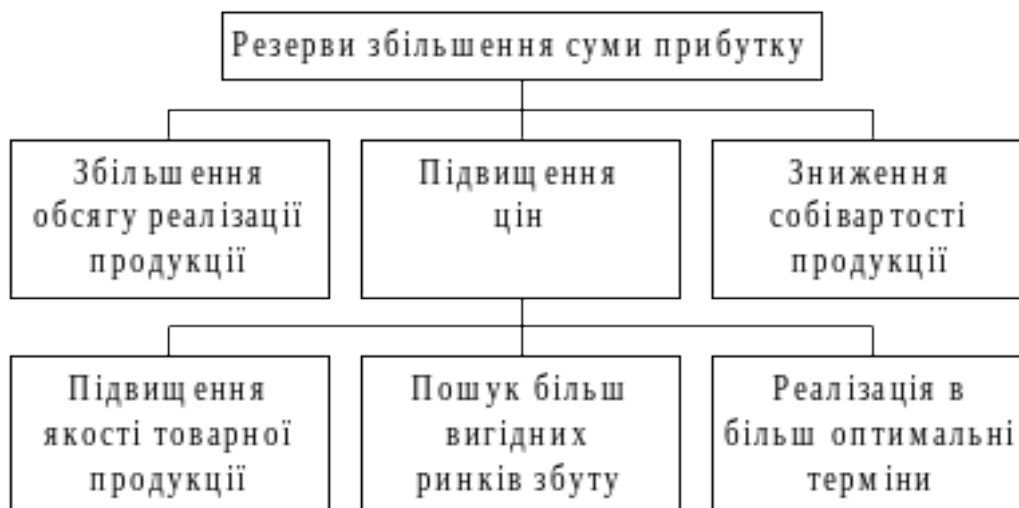 Резерви збільшення суми прибутку
Збільшення
обсягу реалізації
продукції
Підвищення
цін
Зниження
собівартості
продукції
Підвищення
якості товарної
продукції
Пошук більш
вигідних
ринків збуту
Реалізація в
більш оптимальні
терміни